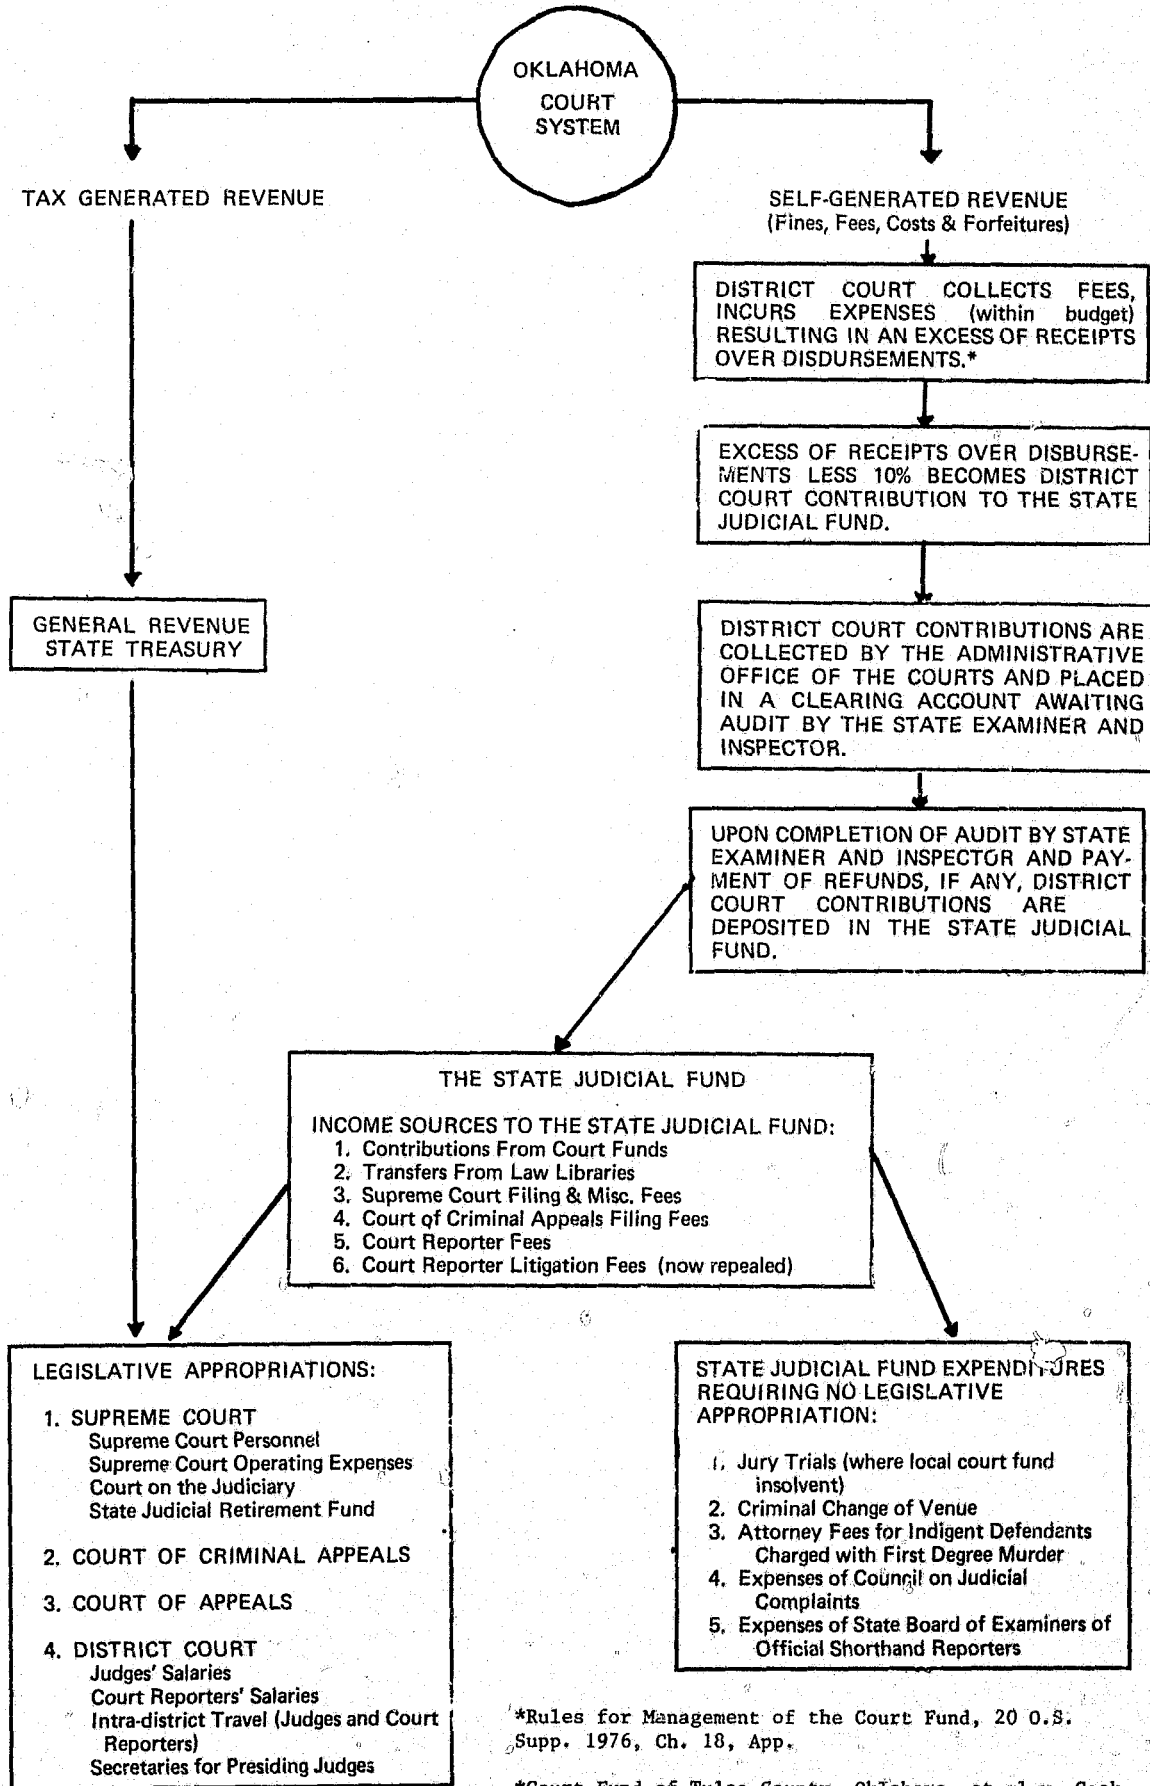 OKLAHOMA
COURT
SYSTEM
TAX GENERATED REVENUE
SELF-GENERATED REVENUE
(Fines, Fees, Costs & Forfeitures)
DISTRICT COURT COLLECTS FEES,
INCURS EXPENSES (within budget)
RESULTING IN AN EXCESS OF RECEIPTS
OVER DISDURSEMENTS.*
EXCESS OF RECEIPTS OVER DISBURSE-
MENTS LESS 10% BECOMES DISTRICT
COURT CONTRIBUTION TO THE STATE
JUDICIAL FUND.
GENERAL REVENUE
STATE TREASURY
DISTRICT COURT CONTRIBUTIONS ARE
COLLECTED BY THE ADMINISTRATIVE
OFFICE OF THE COURTS AND PLACED
IN A CLEARING ACCOUNT AWAITING
AUDIT BY THE STATE EXAMINER AND
INSPECTOR.
UPON COMPLETION OF AUDIT BY STATE
EXAMINER AND INSPECTOR AND PAY-
MENT OF REFUNDS, IF ANY, DISTRICT
COURT CONTRIBUTIONS ARE
DEPOSITED IN THE STATE JUDICIAL
FUND.
THE STATE JUDICIAL FUND
INCOME SOURCES TO THE STATE JUDICIAL FUND:
1. Contributions From Court Funds
2. Transfers From Law Libraries
3. Supreme Court Filing & Misc. Fees
4. Court of Criminal Appeals Filing Fees
5. Court Reporter Fees
6. Court Reporter Litigation Fees (now repealed)
LEGISLATIVE APPROPRIATIONS:
1. SUPREME COURT
Supreme Court Personnel
Supreme Court Operating Expenses
Court on the Judiciary
State Judicial Retirement Fund
2. COURT OF CRIMINAL APPEALS
3. COURT OF APPEALS
4. DISTRICT COURT
Judges' Salaries
Court Reporters' Salaries
Intra-district Travel (Judges and Court
Reporters)
Secretaries for Presiding Judges
STATE JUDICIAL FUND EXPENDITURES
REQUIRING NO LEGISLATIVE
APPROPRIATION:
1. Jury Trials (where local court fund
insolvent)
2. Criminal Change of Venue
3. Attorney Fees for Indigent Defendants
Charged with First Degree Murder
4. Expenses of Council on Judicial
Complaints
5. Expenses of State Board of Examiners of
Official Shorthand Reporters
*Rules for Management of the Court Fund, 20 O.S.
Supp. 1976, Ch. 18, App.
*Court Fund of Tulsa County, Oklahoma, et al v. Cook